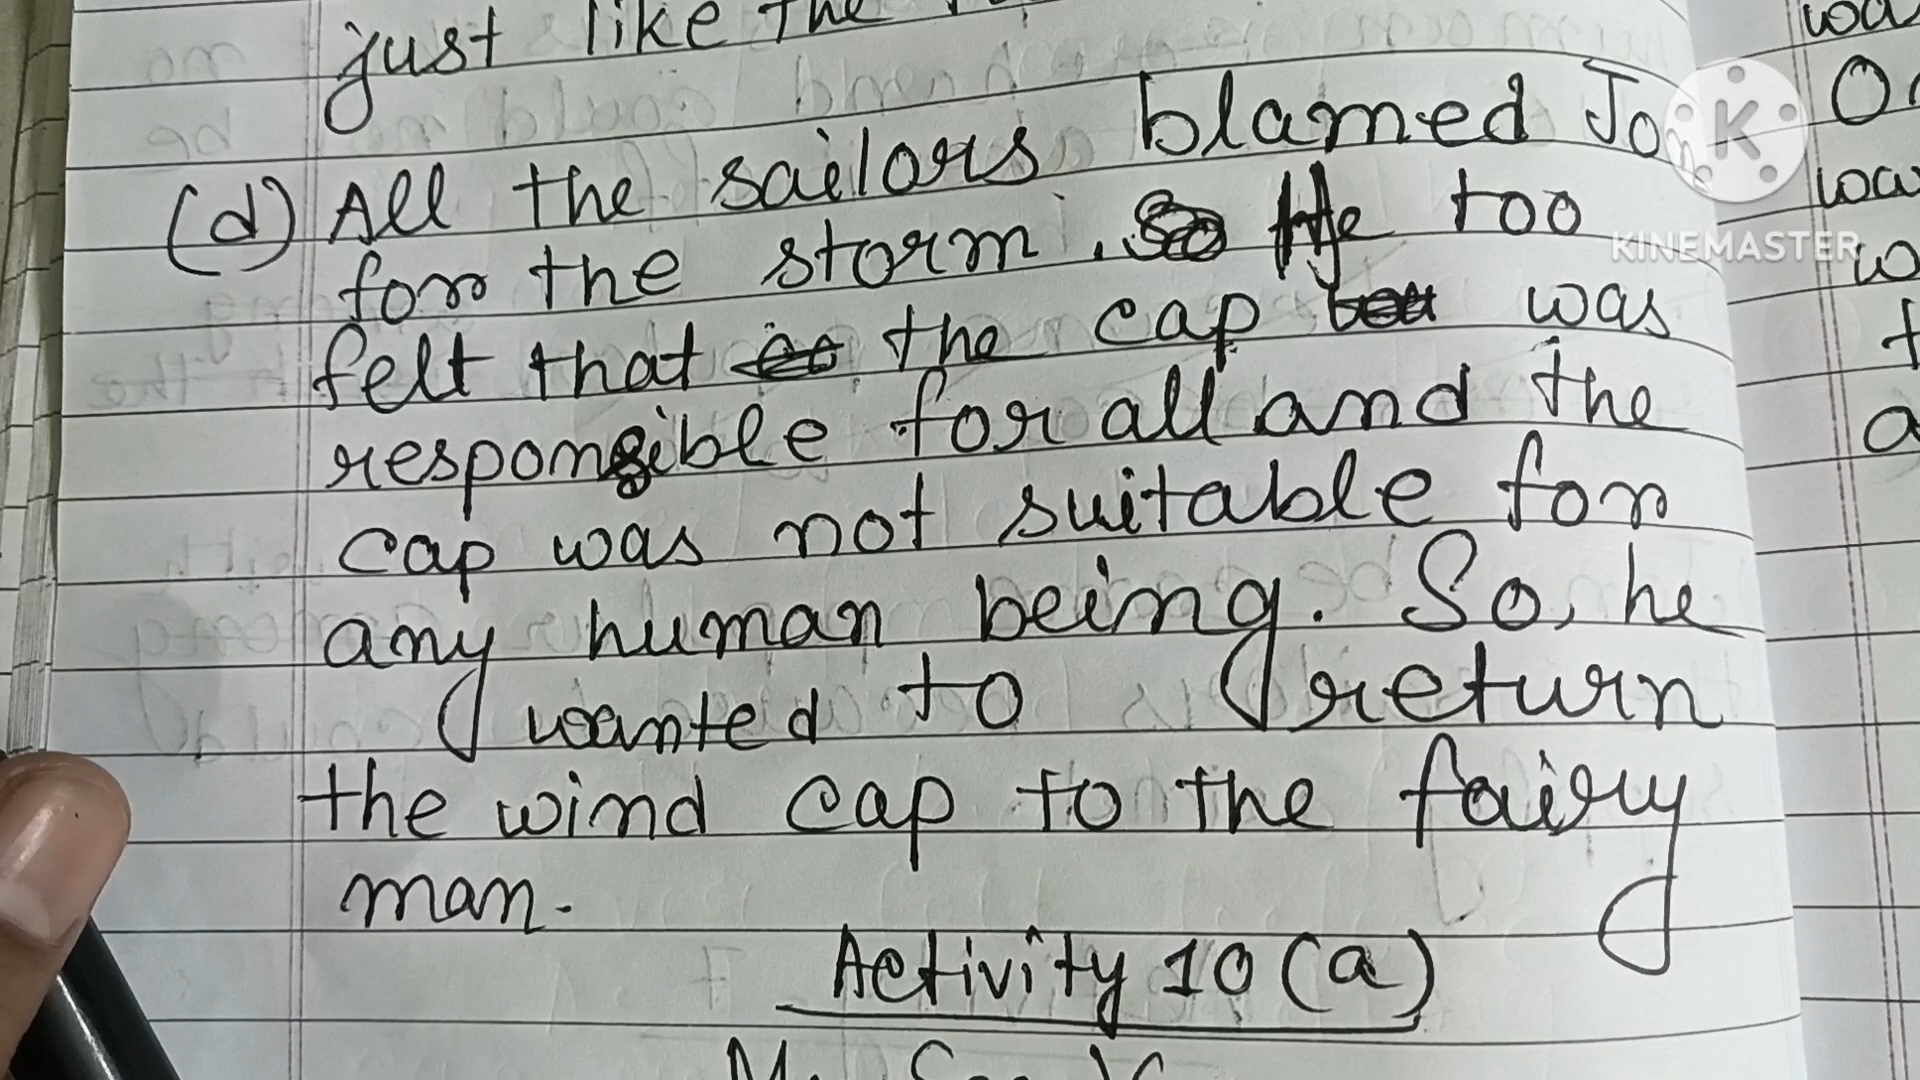 just like the
(d) All the sailors blamed Jon
for the storm. He too
felt that the cap was
responsible for all and the
cap was not suitable for
any human being. So, he
wanted to return
the wind cap to the fairy
man.
Activity 10 (a)
K
KINEMASTER